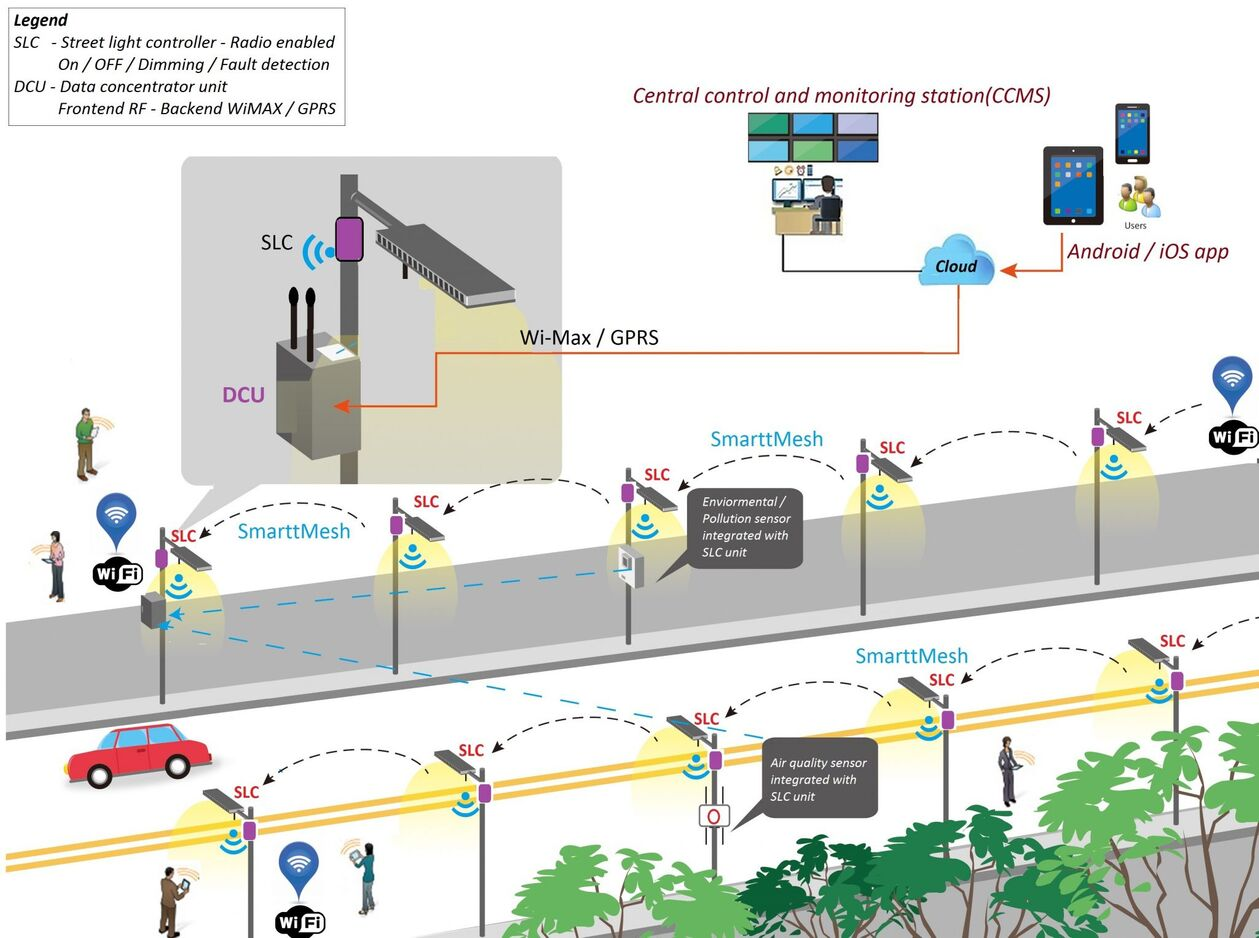 Legend
SLC - Street light controller - Radio enabled
On / OFF / Dimming / Fault detection
DCU - Data concentrator unit
Frontend RF - Backend WiMAX / GPRS
Central control and monitoring station(CCMS)
Users
Android / iOS app
Cloud
SLC
Wi-Max / GPRS
DCU
WiFi
SLC
SmarttMesh
SLC
SLC
SLC
Enviormental /
Pollution sensor
integrated with
SLC unit
SLC
SmarttMesh
SLC
WiFi
SLC
SmarttMesh
SLC
SLC
Air quality sensor
integrated with
SLC unit
SLC
SLC
WiFi